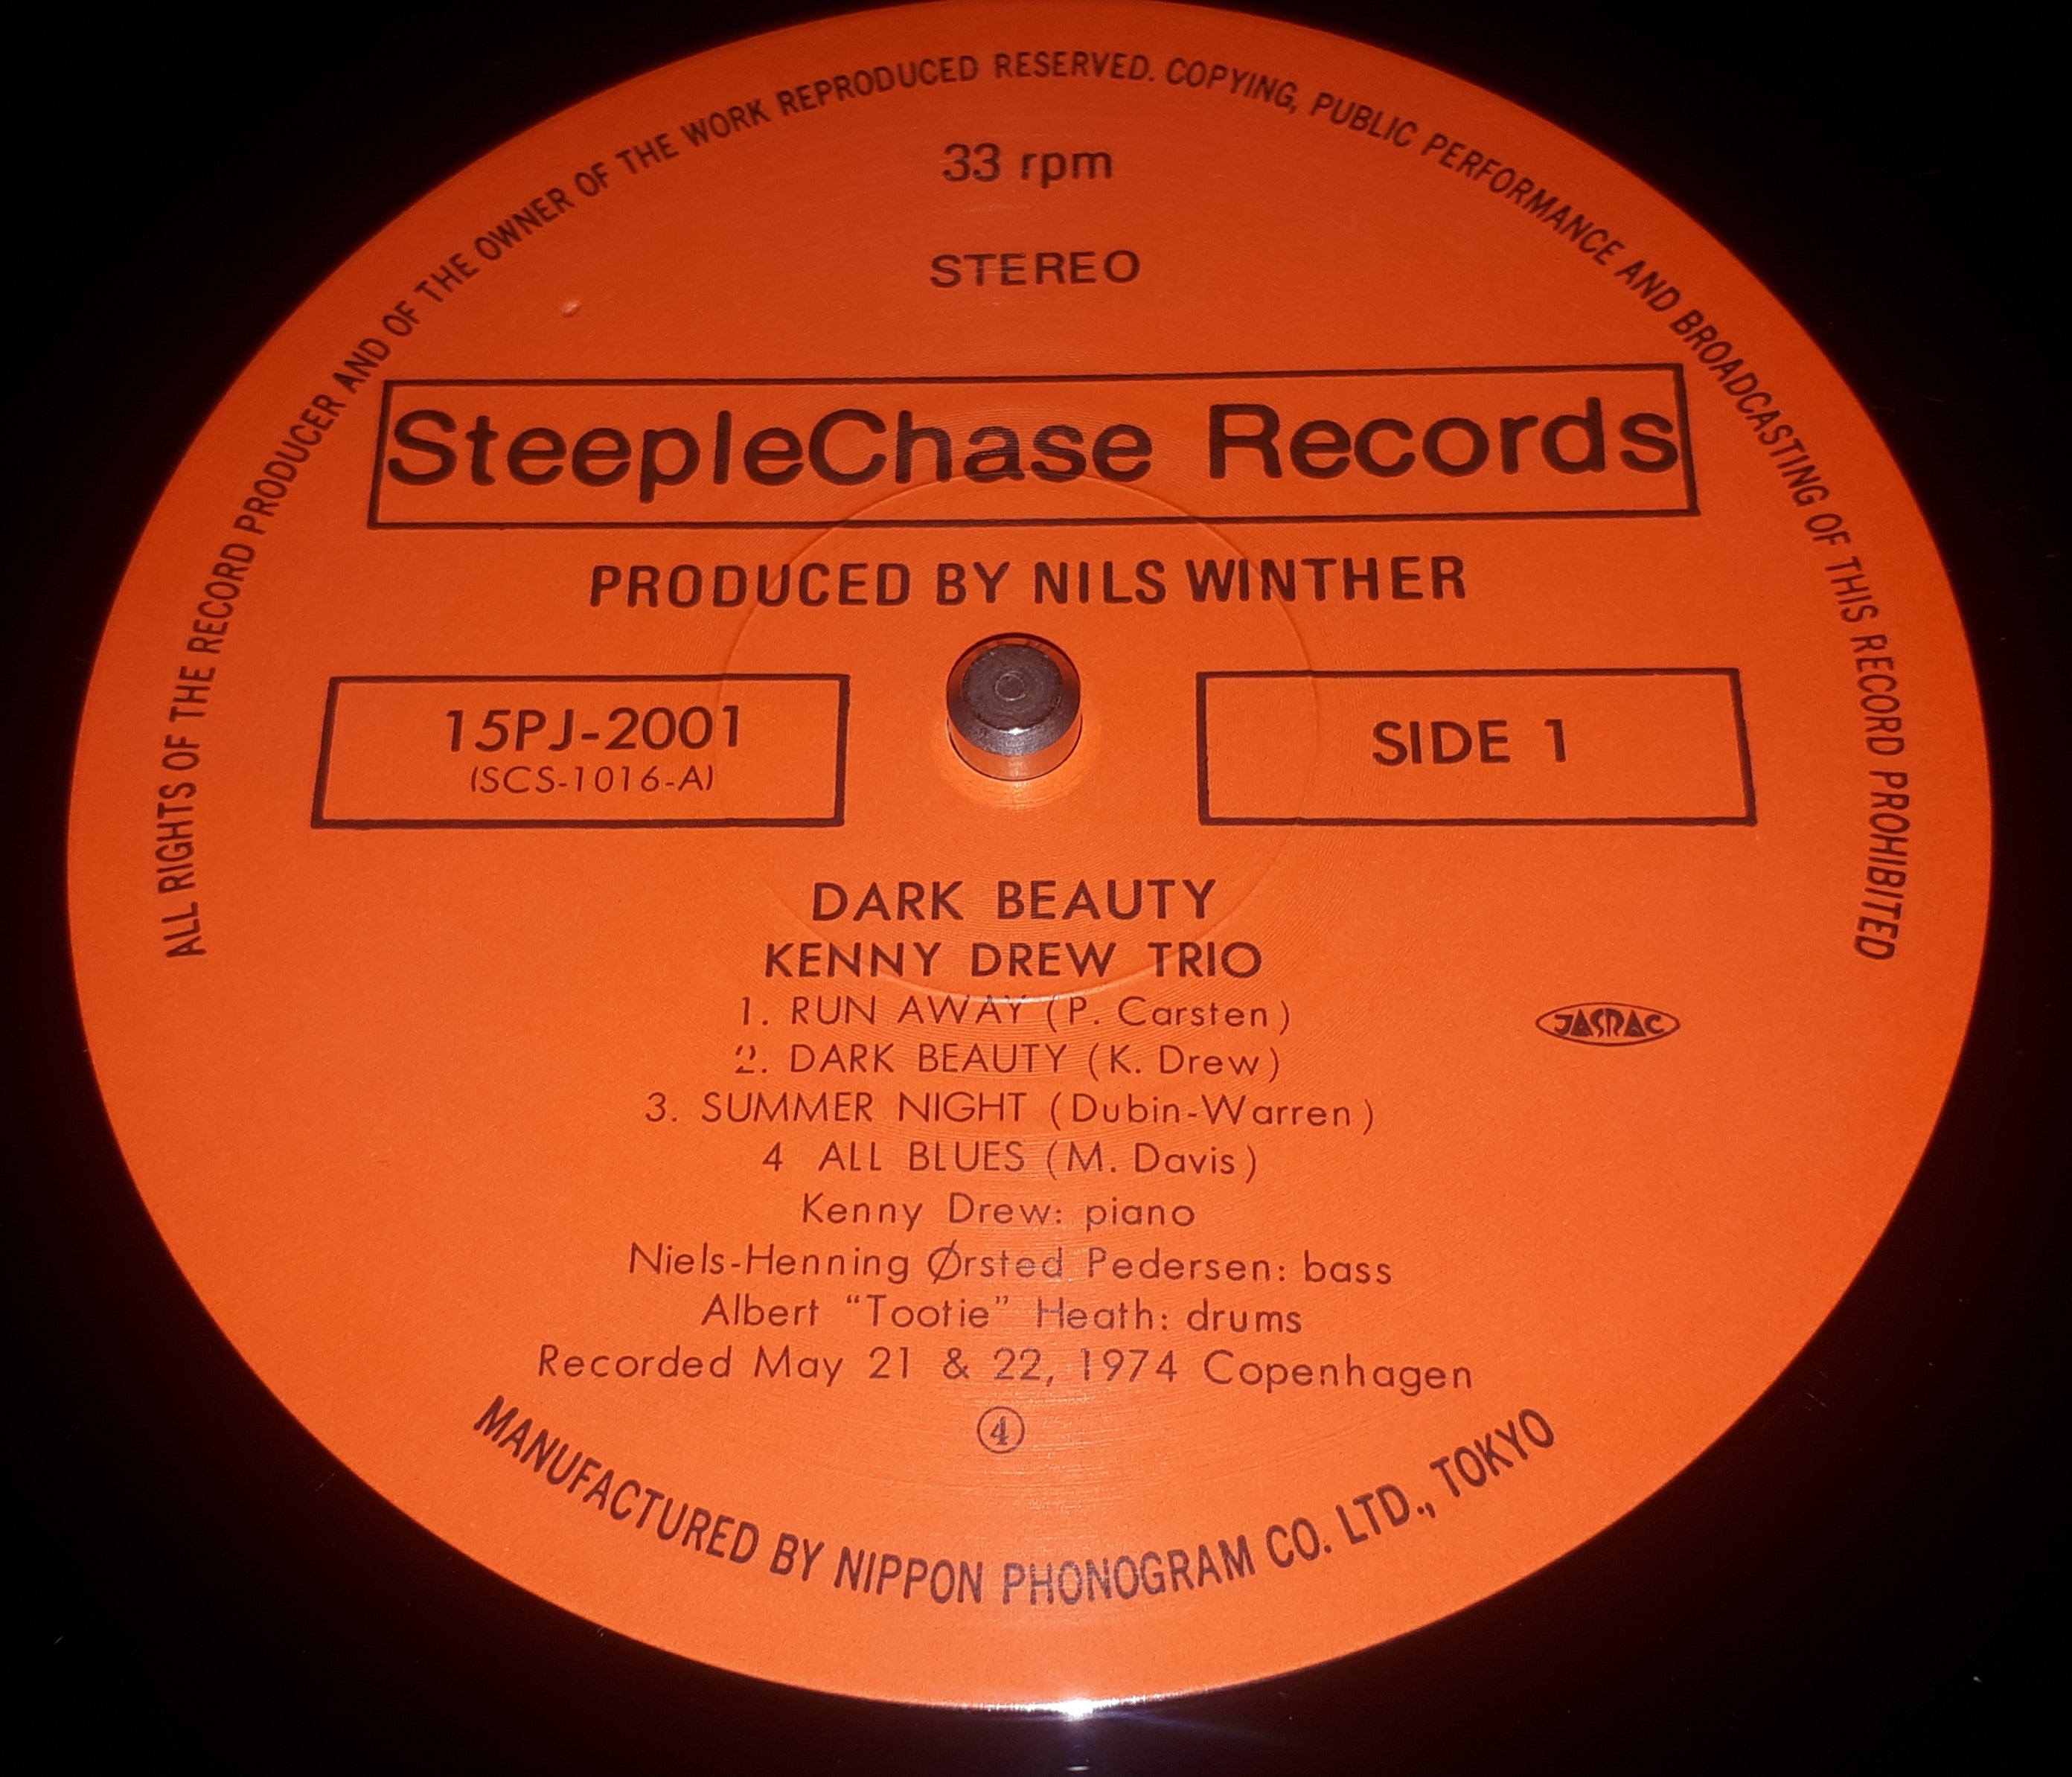 ALL RIGHTS OF THE RECORD PRODUCER AND OF THE OWNER OF THE WORK REPRODUCED RESERVED. COPYING, PUBLIC PERFORMANCE AND BROADCASTING OF THIS RECORD PROHIBITED
33 rpm
STEREO
SteepleChase Records
PRODUCED BY NILS WINTHER
15PJ-2001
(SCS-1016-A)
SIDE 1
DARK BEAUTY
KENNY DREW TRIO
1. RUN AWAY (P. Carsten)
JASRAC
2. DARK BEAUTY (K. Drew)
3. SUMMER NIGHT (Dubin-Warren)
4 ALL BLUES (M. Davis)
Kenny Drew: piano
Niels-Henning Ørsted Pedersen: bass
Albert "Tootie" Heath: drums
Recorded May 21 & 22, 1974 Copenhagen
④
MANUFACTURED BY NIPPON PHONOGRAM CO. LTD., TOKYO